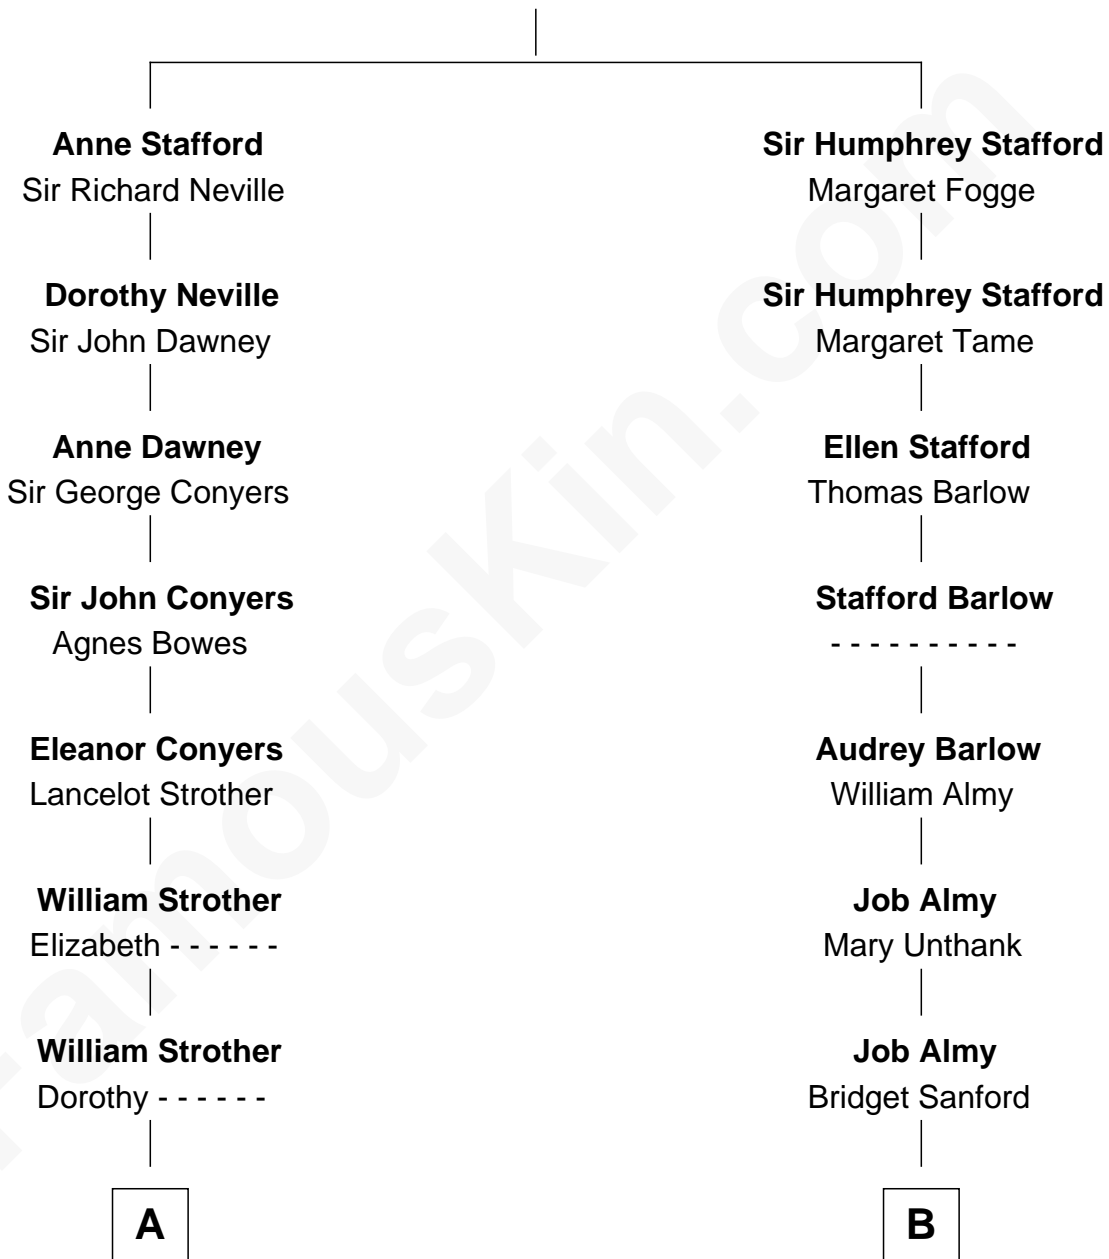 Anne Stafford
Sir Richard Neville
Dorothy Neville
Sir John Dawney
Anne Dawney
Sir George Conyers
Sir John Conyers
Agnes Bowes
Eleanor Conyers
Lancelot Strother
William Strother
Elizabeth - - - - - -
William Strother
Dorothy - - - - - -
A
Sir Humphrey Stafford
Margaret Fogge
Sir Humphrey Stafford
Margaret Tame
Ellen Stafford
Thomas Barlow
Stafford Barlow
- - - - - - - - - -
Audrey Barlow
William Almy
Job Almy
Mary Unthank
Job Almy
Bridget Sanford
B
FamousKin.com